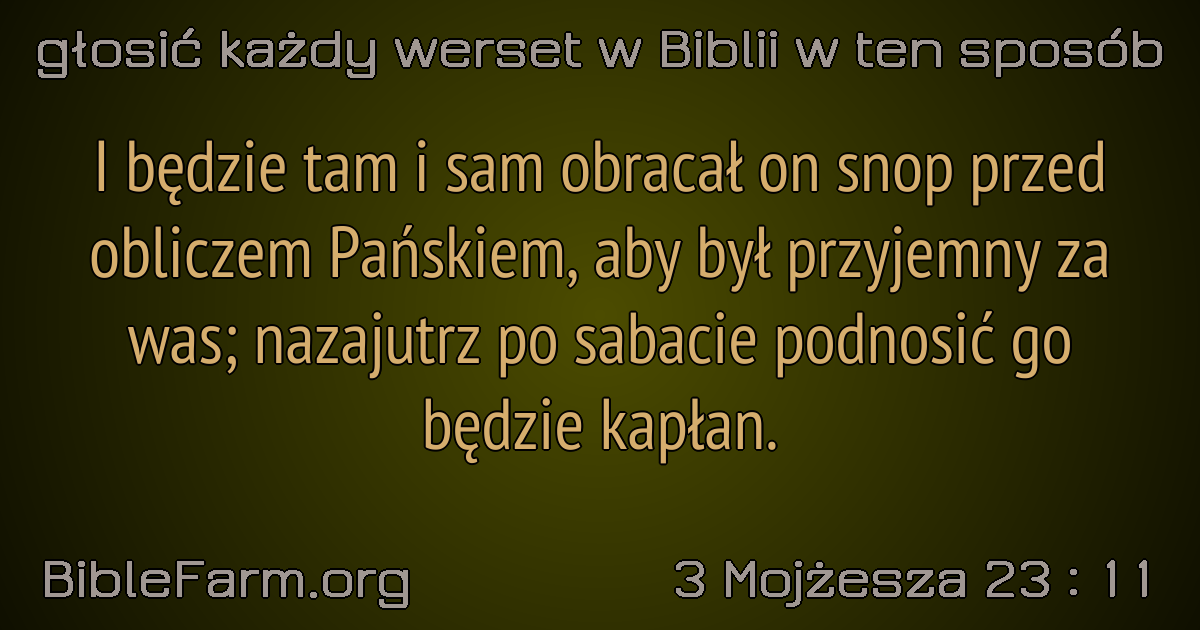 głosić każdy werset w Biblii w ten sposób
I będzie tam i sam obracał on snop przed
obliczem Pańskiem, aby był przyjemny za
was; nazajutrz po sabacie podnosić go
będzie kapłan.
BibleFarm.org
3 Mojżesza 23 : 11